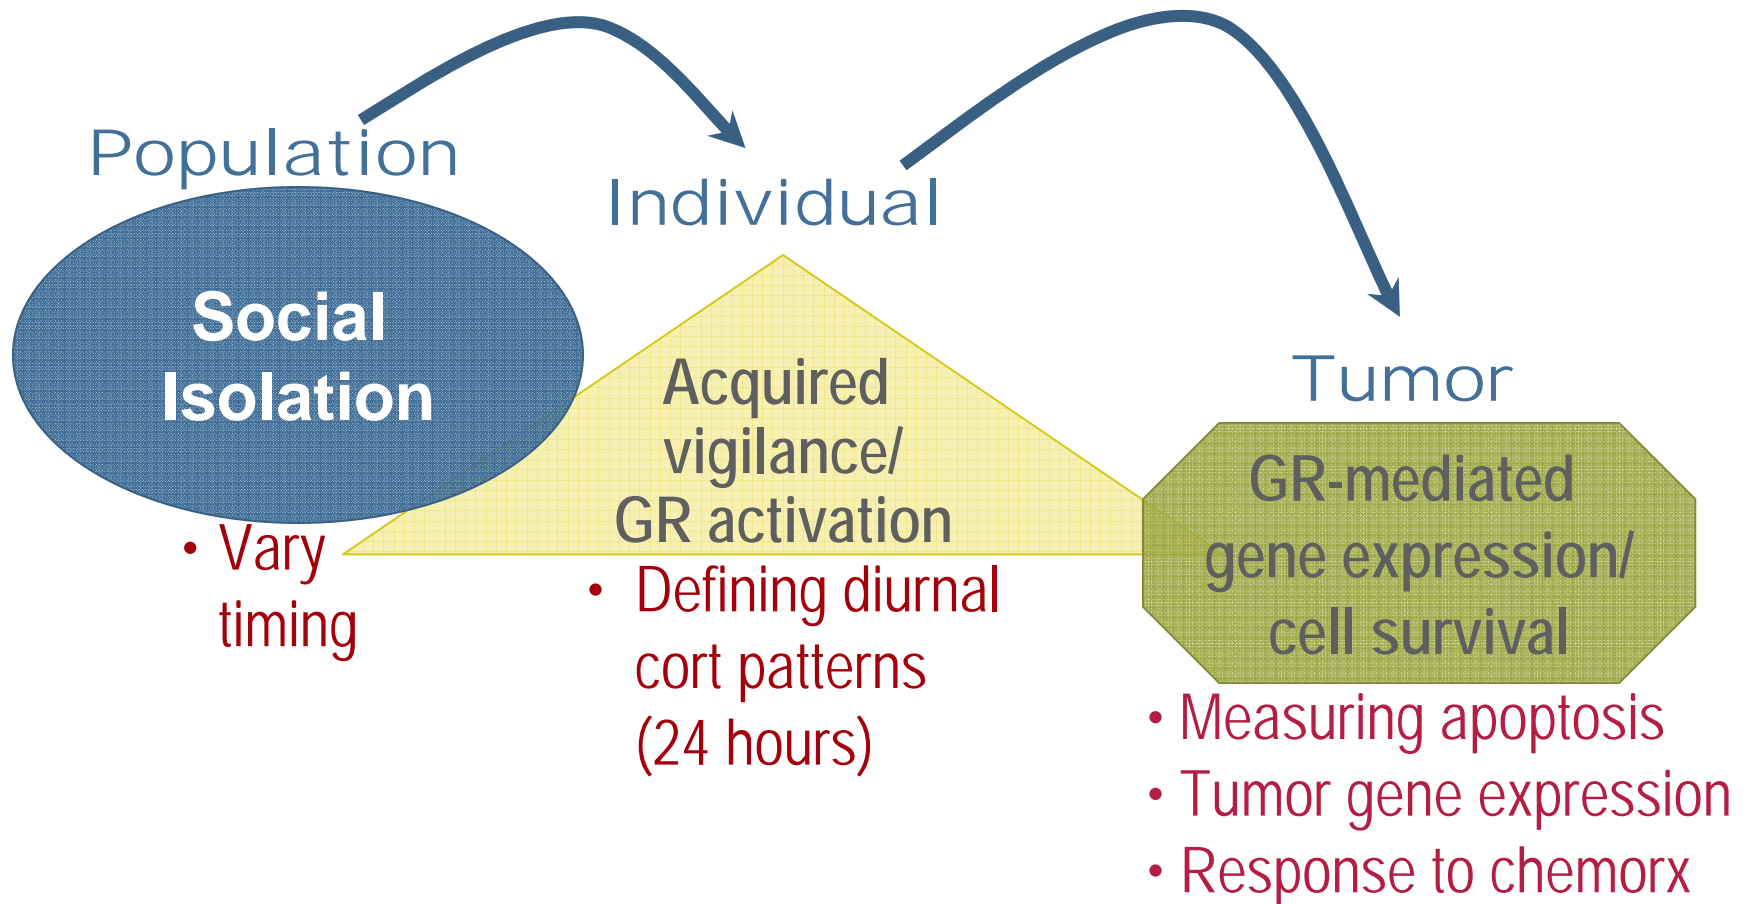 Population
Social
Isolation
• Vary
timing
Individual
Acquired
vigilance/
GR activation
• Defining diurnal
cort patterns
(24 hours)
Tumor
GR-mediated
gene expression/
cell survival
• Measuring apoptosis
• Tumor gene expression
• Response to chemorx